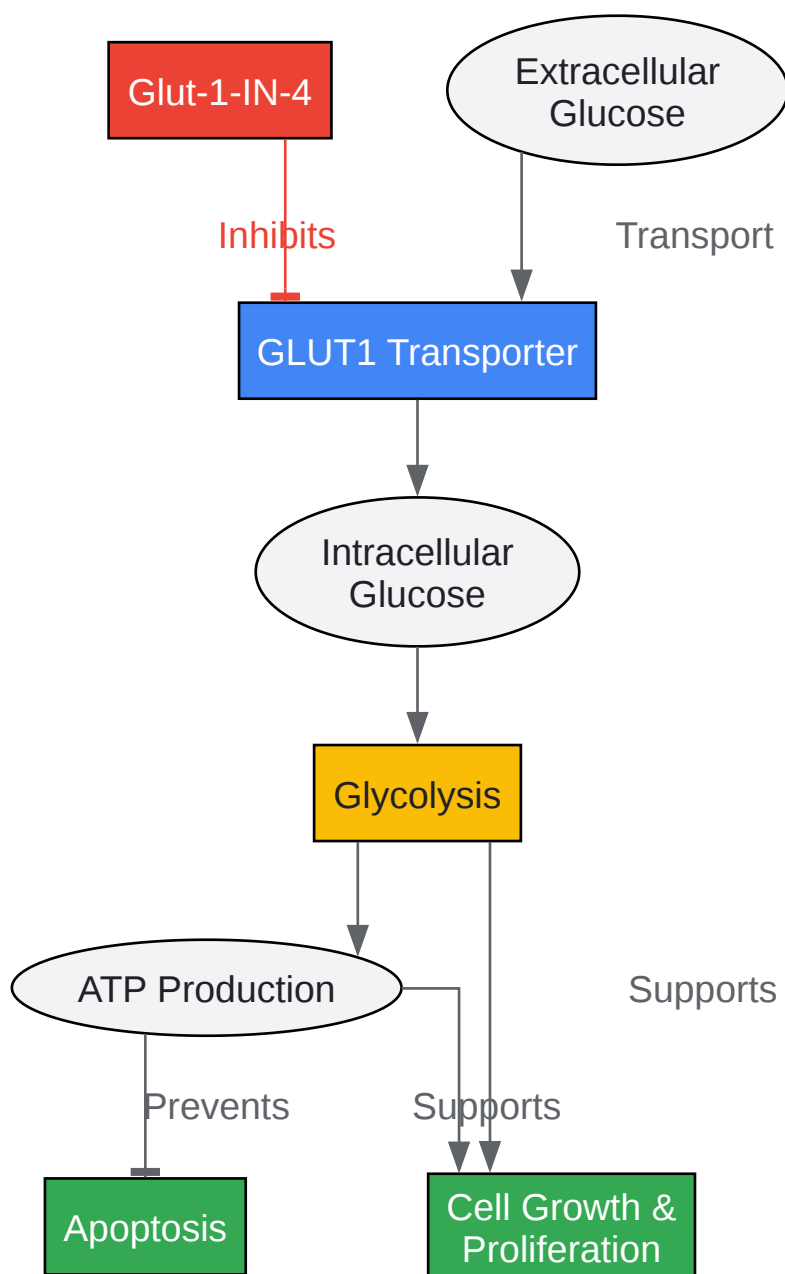 Glut-1-IN-4
Extracellular
Glucose
Inhibits
Transport
GLUT1 Transporter
Intracellular
Glucose
Glycolysis
ATP Production
Supports
Prevents
Supports
Apoptosis
Cell Growth &
Proliferation